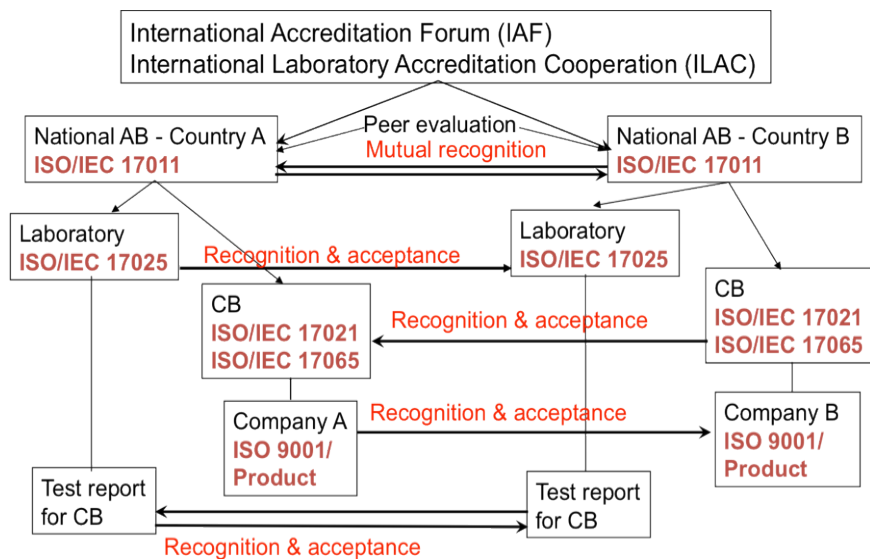 International Accreditation Forum (IAF)
International Laboratory Accreditation Cooperation (ILAC)
National AB - Country A
ISO/IEC 17011
Peer evaluation
Mutual recognition
National AB - Country B
ISO/IEC 17011
Laboratory
ISO/IEC 17025
Recognition & acceptance
Laboratory
ISO/IEC 17025
CB
ISO/IEC 17021
ISO/IEC 17065
Recognition & acceptance
CB
ISO/IEC 17021
ISO/IEC 17065
Company A
ISO 9001/
Product
Recognition & acceptance
Company B
ISO 9001/
Product
Test report
for CB
Test report
for CB
Recognition & acceptance